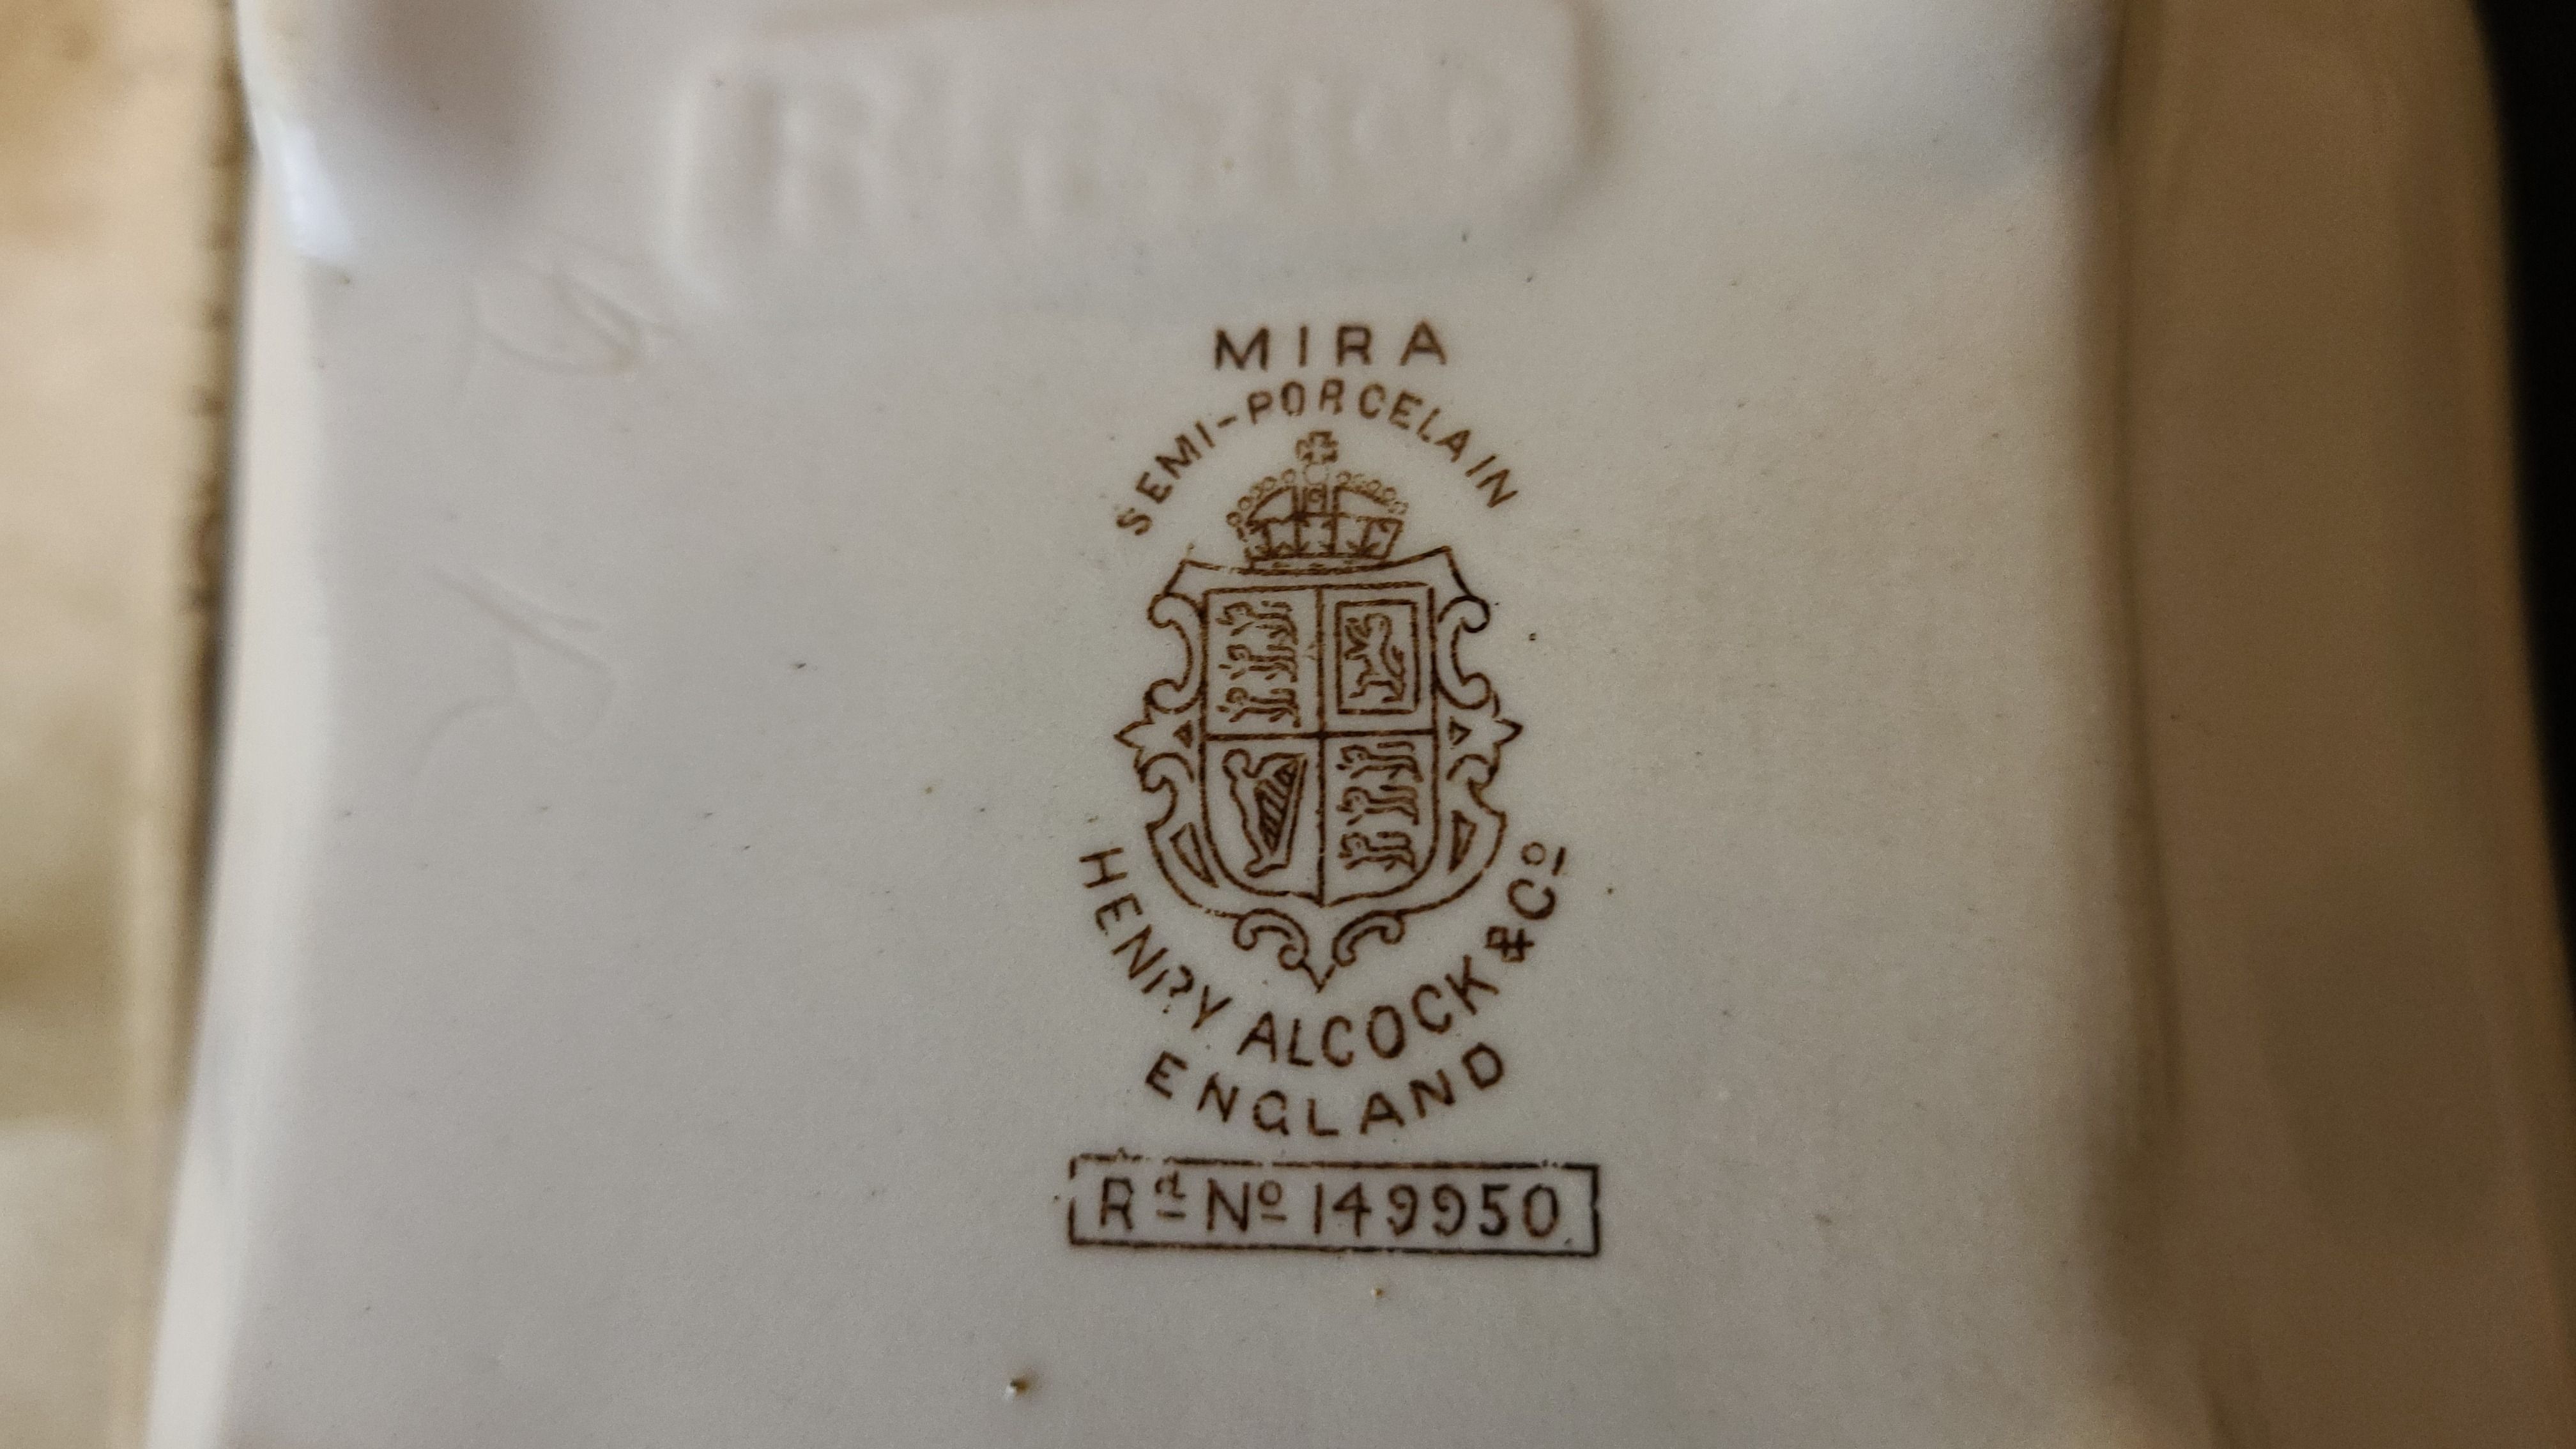 MIRA
SEMI-PORCELAIN
HENRY ALCOCK & Cº
ENGLAND
Rᵈ Nº 149950